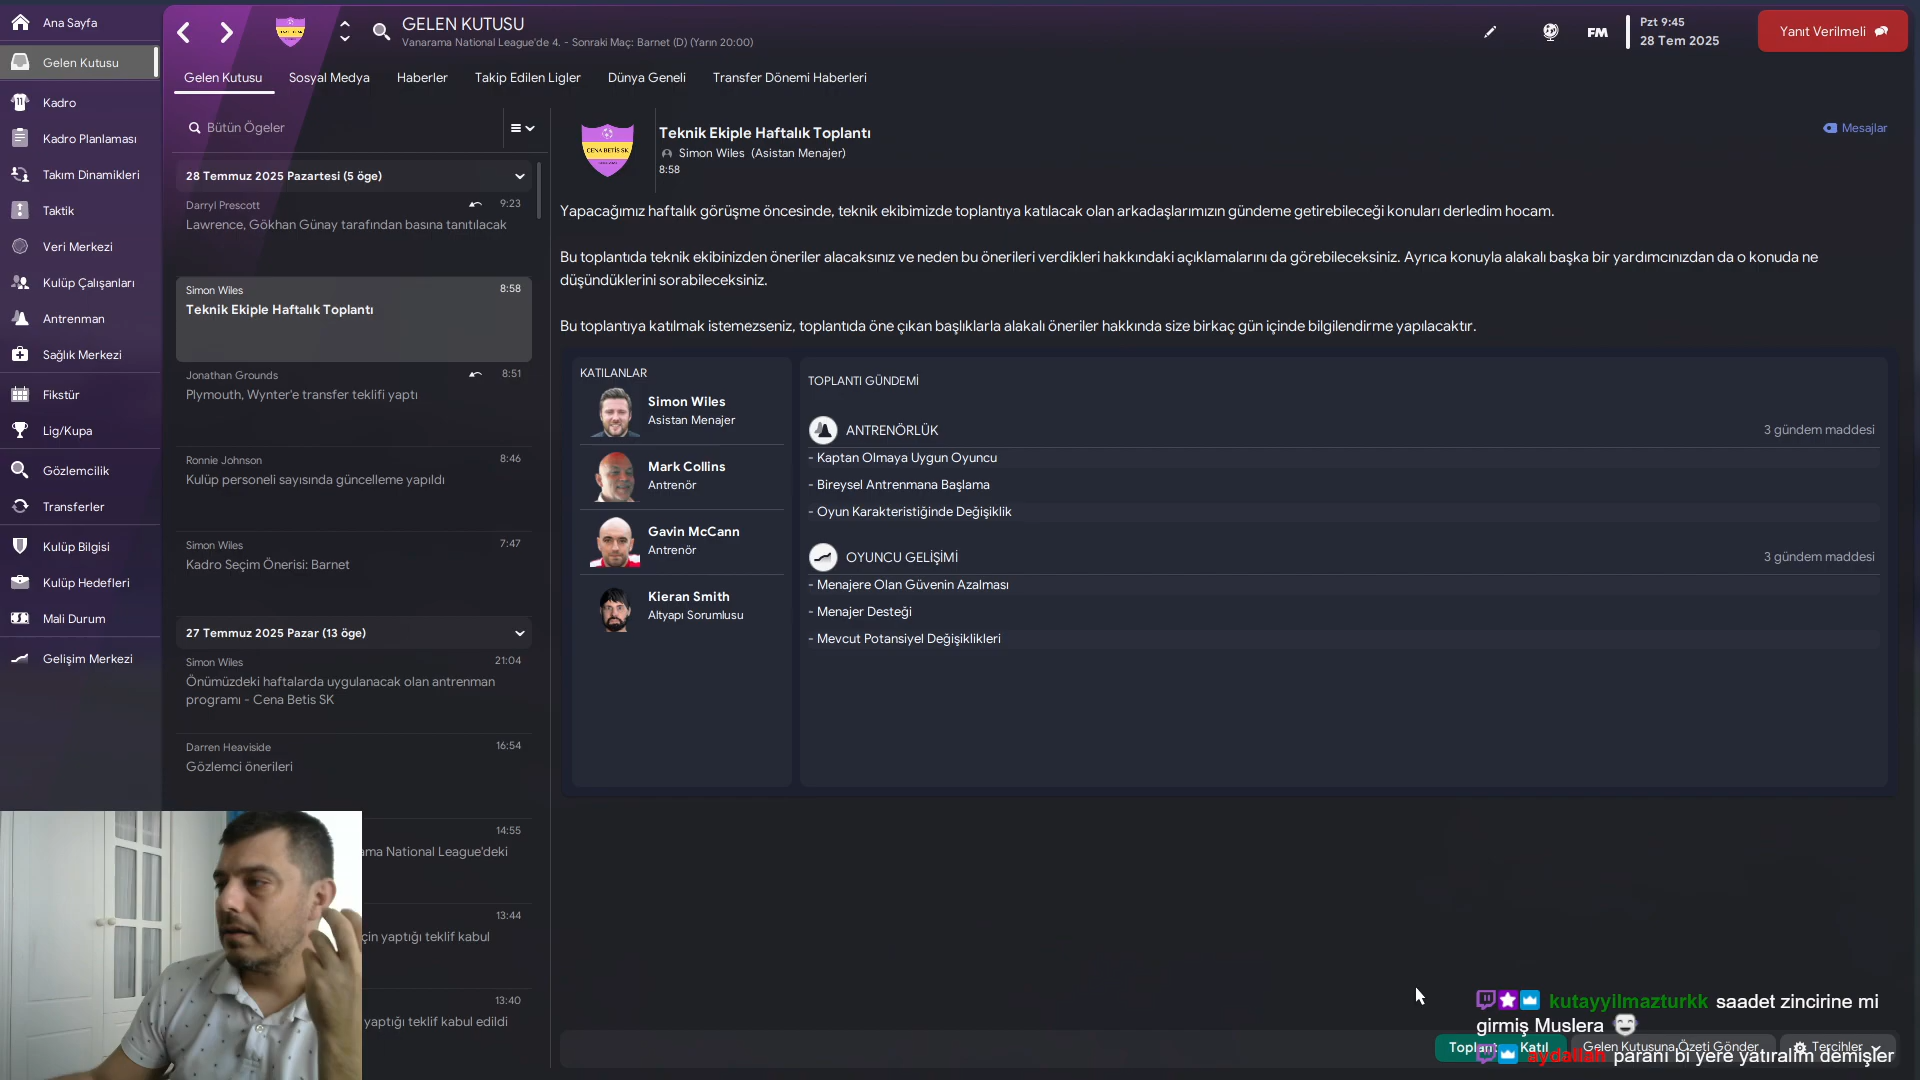 Ana Sayfa
Gelen Kutusu
Kadro
Kadro Planlaması
Takım Dinamikleri
Taktik
Veri Merkezi
Kulüp Çalışanları
Antrenman
Sağlık Merkezi
Fikstür
Lig/Kupa
Gözlemcilik
Transferler
Kulüp Bilgisi
Kulüp Hedefleri
Mali Durum
Gelişim Merkezi
GELEN KUTUSU
Vanarama National League'de 4. - Sonraki Maç: Barnet (D) (Yarın 20:00)
FM
Pzt 9:45
28 Tem 2025
Yanıt Verilmeli
Gelen Kutusu Sosyal Medya Haberler Takip Edilen Ligler Dünya Geneli Transfer Dönemi Haberleri
Bütün Ögeler
28 Temmuz 2025 Pazartesi (5 öge)
Darryl Prescott 9:23
Lawrence, Gökhan Günay tarafından basına tanıtılacak
Simon Wiles 8:58
Teknik Ekiple Haftalık Toplantı
Jonathan Grounds 8:51
Plymouth, Wynter'e transfer teklifi yaptı
Ronnie Johnson 8:46
Kulüp personeli sayısında güncelleme yapıldı
Simon Wiles 7:47
Kadro Seçim Önerisi: Barnet
27 Temmuz 2025 Pazar (13 öge)
Simon Wiles 21:04
Önümüzdeki haftalarda uygulanacak olan antrenman
programı - Cena Betis SK
Darren Heaviside 16:54
Gözlemci önerileri
14:55
ama National League'deki
13:44
için yaptığı teklif kabul
13:40
yaptığı teklif kabul edildi
CENA BETİS SK
Teknik Ekiple Haftalık Toplantı
Simon Wiles (Asistan Menajer)
8:58
Mesajlar
Yapacağımız haftalık görüşme öncesinde, teknik ekibimizde toplantıya katılacak olan arkadaşlarımızın gündeme getirebileceği konuları derledim hocam.
Bu toplantıda teknik ekibinizden öneriler alacaksınız ve neden bu önerileri verdikleri hakkındaki açıklamalarını da görebileceksiniz. Ayrıca konuyla alakalı başka bir yardımcınızdan da o konuda ne
düşündüklerini sorabileceksiniz.
Bu toplantıya katılmak istemezseniz, toplantıda öne çıkan başlıklarla alakalı öneriler hakkında size birkaç gün içinde bilgilendirme yapılacaktır.
KATILANLAR
Simon Wiles
Asistan Menajer
Mark Collins
Antrenör
Gavin McCann
Antrenör
Kieran Smith
Altyapı Sorumlusu
TOPLANTI GÜNDEMİ
ANTRENÖRLÜK 3 gündem maddesi
- Kaptan Olmaya Uygun Oyuncu
- Bireysel Antrenmana Başlama
- Oyun Karakteristiğinde Değişiklik
OYUNCU GELİŞİMİ 3 gündem maddesi
- Menajere Olan Güvenin Azalması
- Menajer Desteği
- Mevcut Potansiyel Değişiklikleri
kutayyilmazturkk saadet zincirine mi
girmiş Muslera
Katıl Gelen Kutusuna Özeti Gönder Tercihler
aydallah paranı bi yere yatıralım demişler